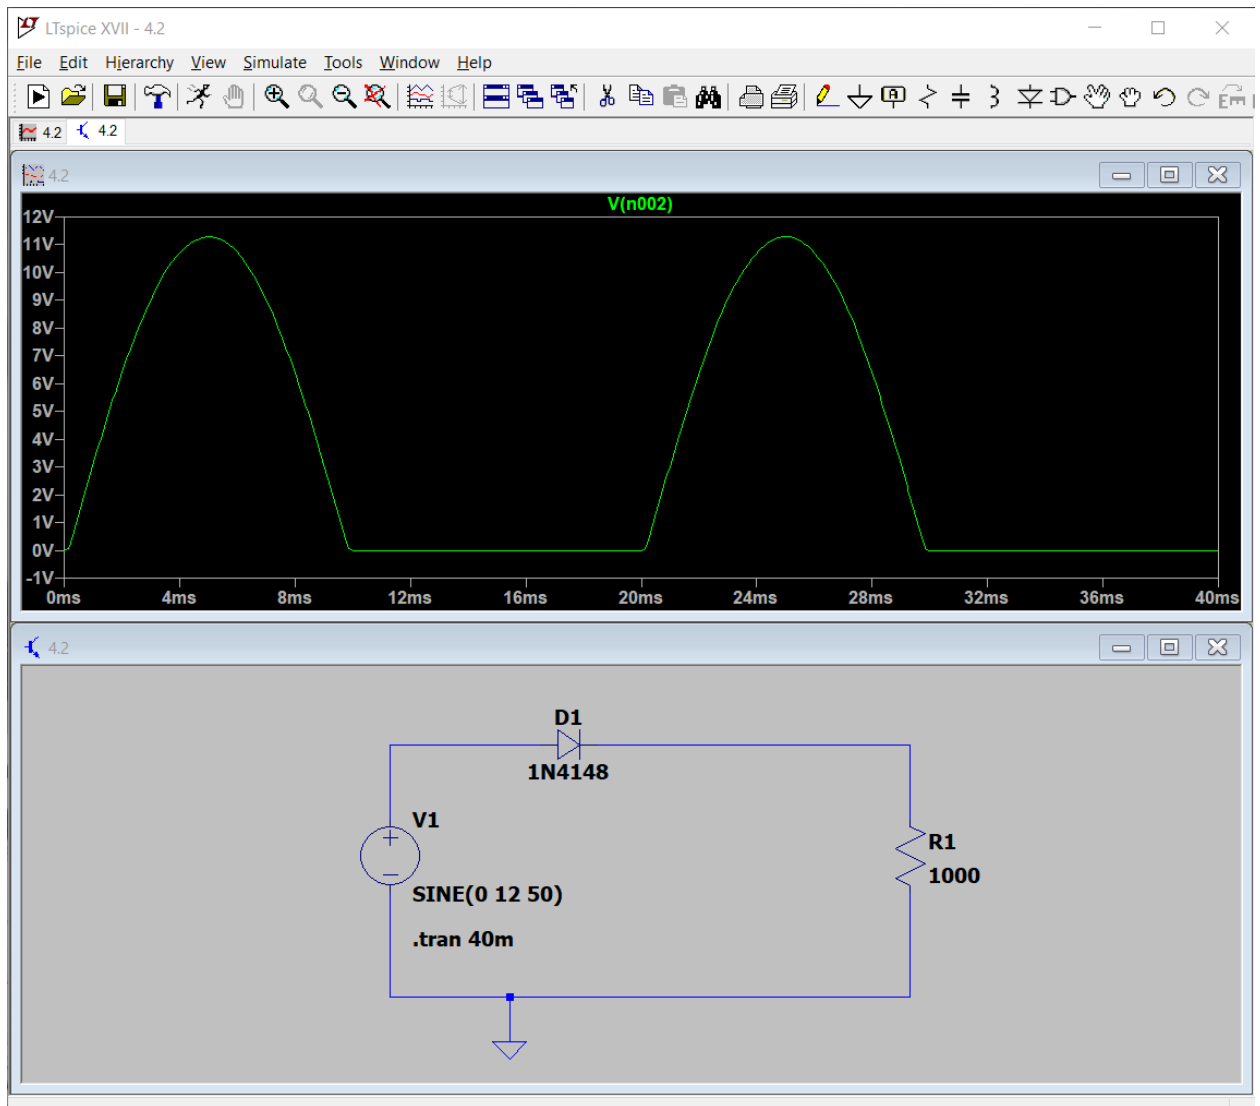 LTspice XVII - 4.2
File Edit Hierarchy View Simulate Tools Window Help
4.2 4.2
4.2
V(n002)
12V
11V
10V
9V
8V
7V
6V
5V
4V
3V
2V
1V
0V
-1V
0ms 4ms 8ms 12ms 16ms 20ms 24ms 28ms 32ms 36ms 40ms
4.2
D1
1N4148
V1
R1
1000
SINE(0 12 50)
.tran 40m